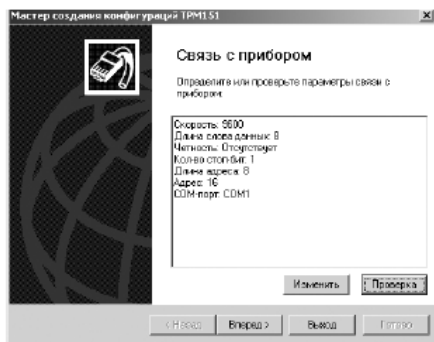 Мастер создания конфигураций ТРМ151
Связь с прибором
Определите или проверьте параметры связи с
прибором
Скорость: 9600
Длина слова данных: 8
Четность: Отсутствует
Кол-во стоп-бит: 1
Длина адреса: 8
Адрес: 16
COM-порт: COM1
Изменить
Проверка
< Назад
Вперед >
Выход
Готово